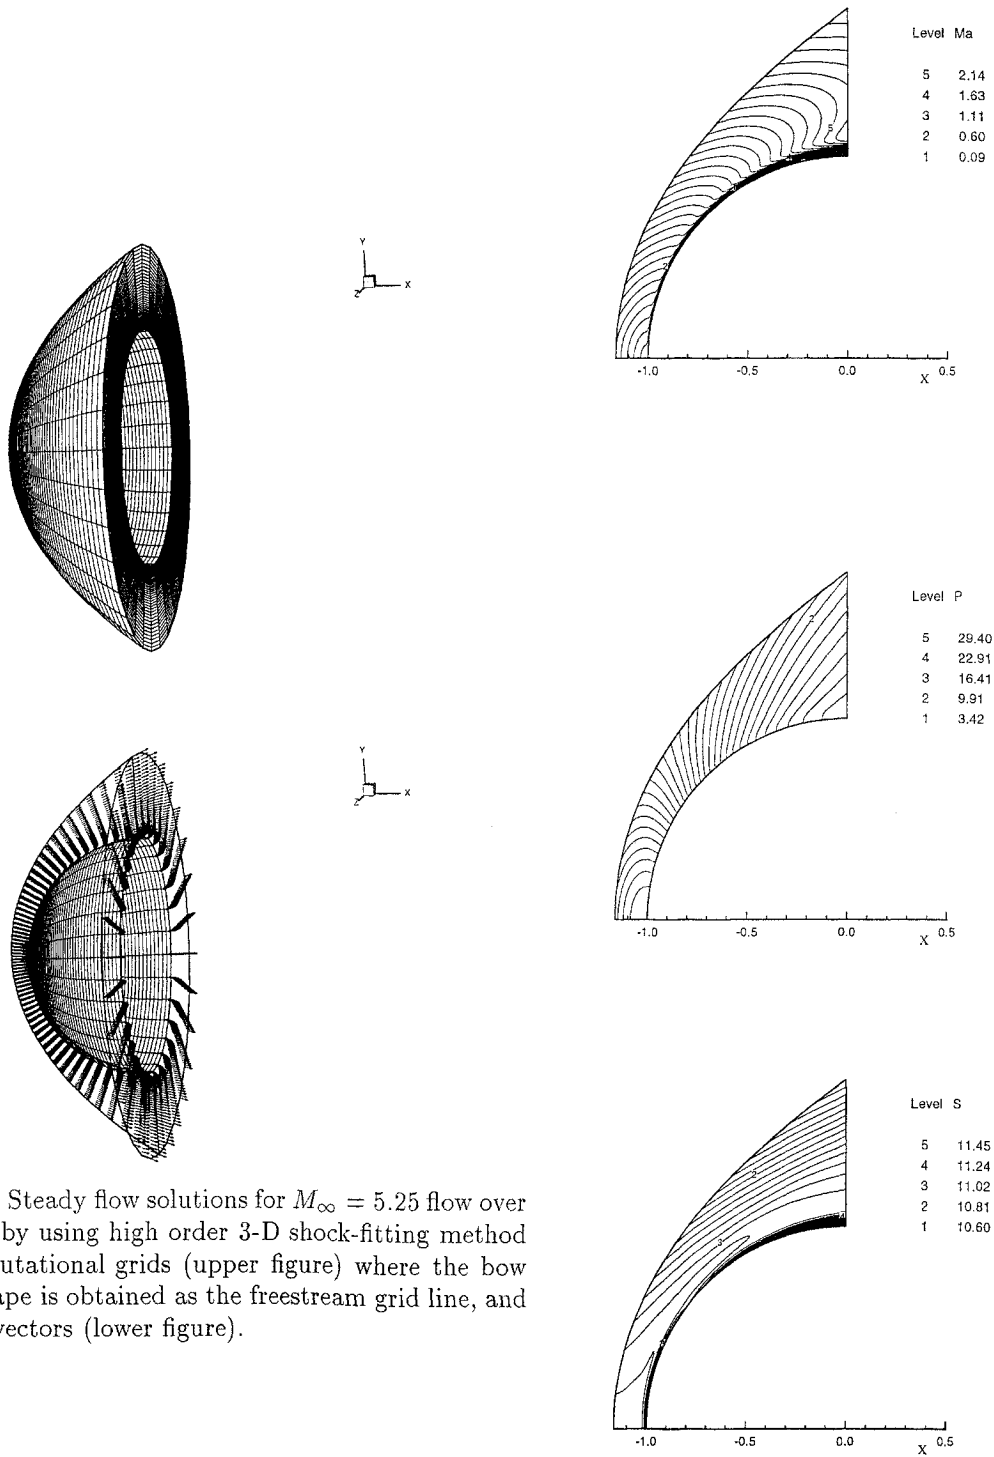 Y
X
Z
Y
X
Z
Steady flow solutions for M∞ = 5.25 flow over
by using high order 3-D shock-fitting method
utational grids (upper figure) where the bow
ape is obtained as the freestream grid line, and
vectors (lower figure).
Level Ma
5 2.14
4 1.63
3 1.11
2 0.60
1 0.09
5
2
-1.0 -0.5 0.0 0.5
X
Level P
5 29.40
4 22.91
3 16.41
2 9.91
1 3.42
2
-1.0 -0.5 0.0 0.5
X
Level S
5 11.45
4 11.24
3 11.02
2 10.81
1 10.60
2
3
-1.0 -0.5 0.0 0.5
X